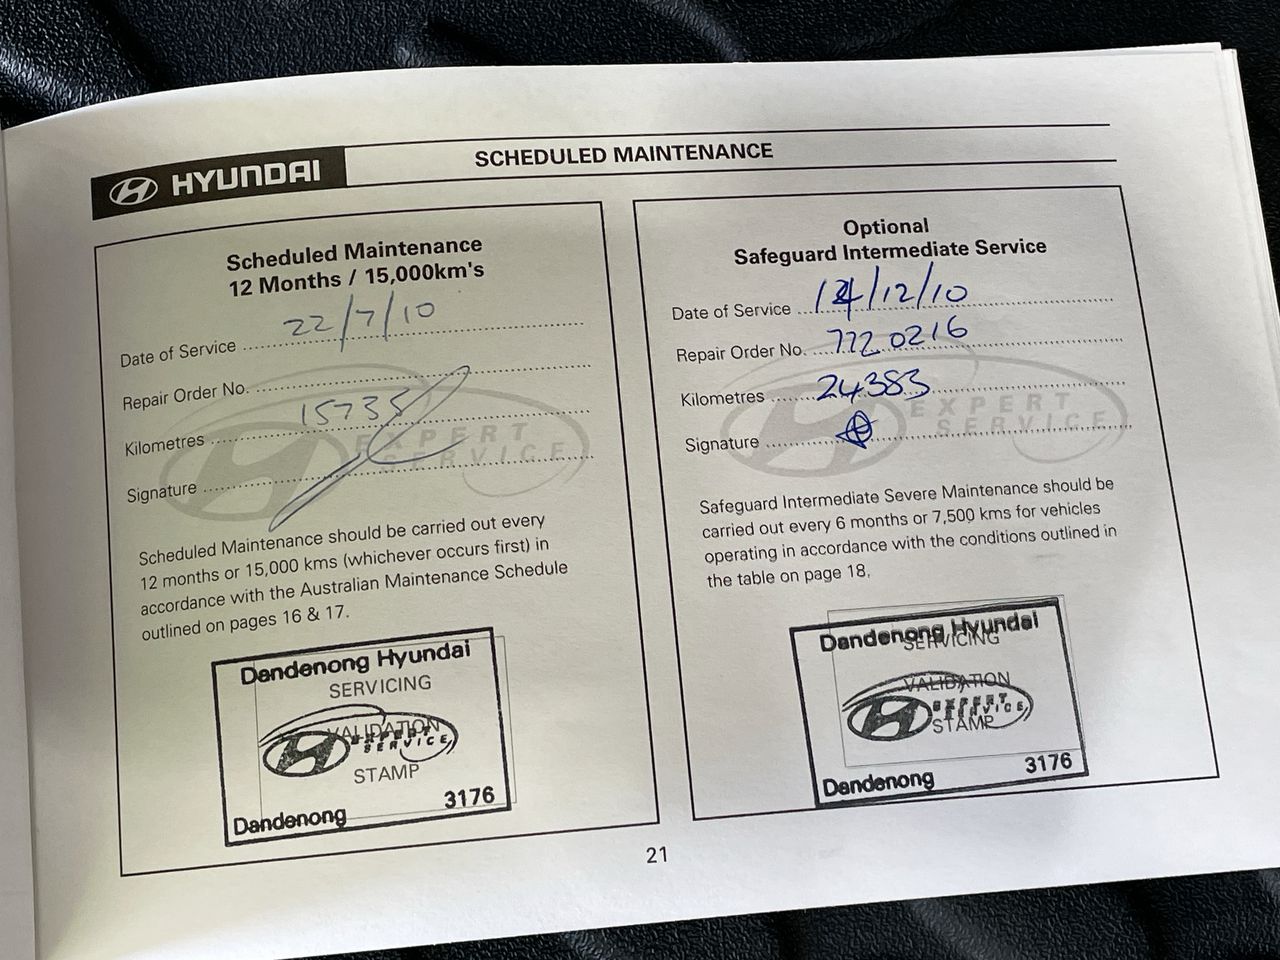 HYUNDAI
SCHEDULED MAINTENANCE
Scheduled Maintenance
12 Months / 15,000km's
Date of Service 22/7/10
Repair Order No.
Kilometres 15735
Signature
EXPERT
SERVICE
Scheduled Maintenance should be carried out every
12 months or 15,000 kms (whichever occurs first) in
accordance with the Australian Maintenance Schedule
outlined on pages 16 & 17.
Dandenong Hyundai
SERVICING
VALIDATION
EXPERT
SERVICE
STAMP
Dandenong 3176
Optional
Safeguard Intermediate Service
Date of Service 14/12/10
Repair Order No. 7720216
Kilometres 24383
Signature
EXPERT
SERVICE
Safeguard Intermediate Severe Maintenance should be
carried out every 6 months or 7,500 kms for vehicles
operating in accordance with the conditions outlined in
the table on page 18.
Dandenong Hyundai
SERVICING
VALIDATION
EXPERT
SERVICE
STAMP
Dandenong 3176
21